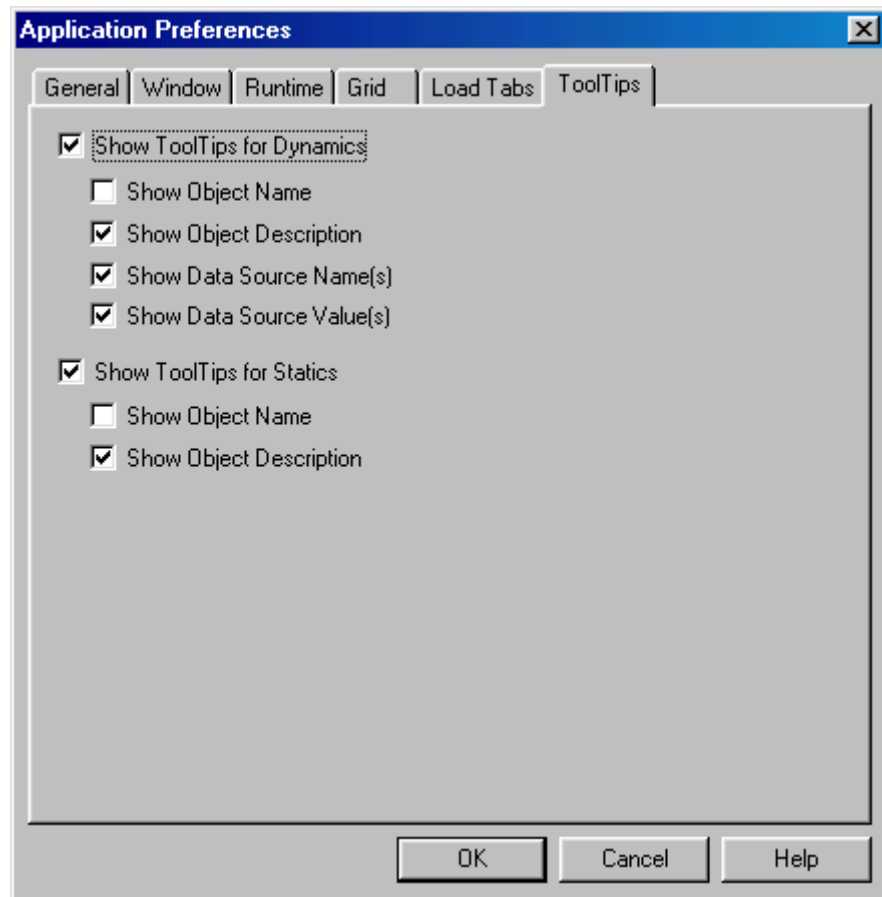 Application Preferences
General Window Runtime Grid Load Tabs ToolTips
Show ToolTips for Dynamics
Show Object Name
Show Object Description
Show Data Source Name(s)
Show Data Source Value(s)
Show ToolTips for Statics
Show Object Name
Show Object Description
OK Cancel Help